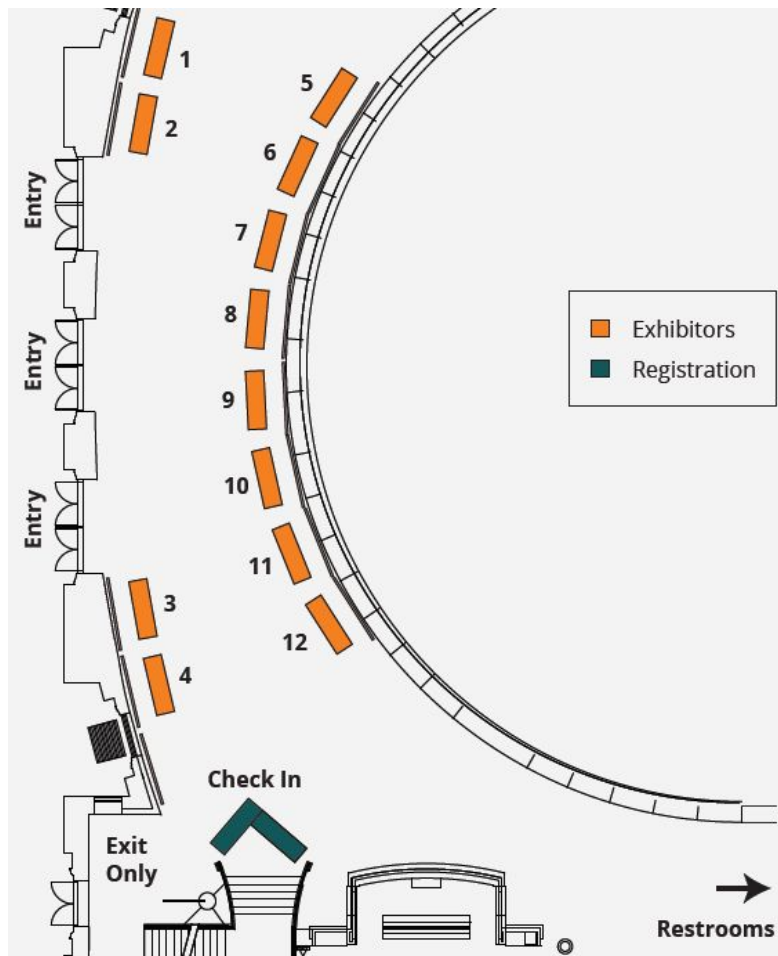 1
2
Entry
5
6
7
8
Entry
9
10
Entry
11
12
3
4
Exhibitors
Registration
Check In
Exit
Only
Restrooms